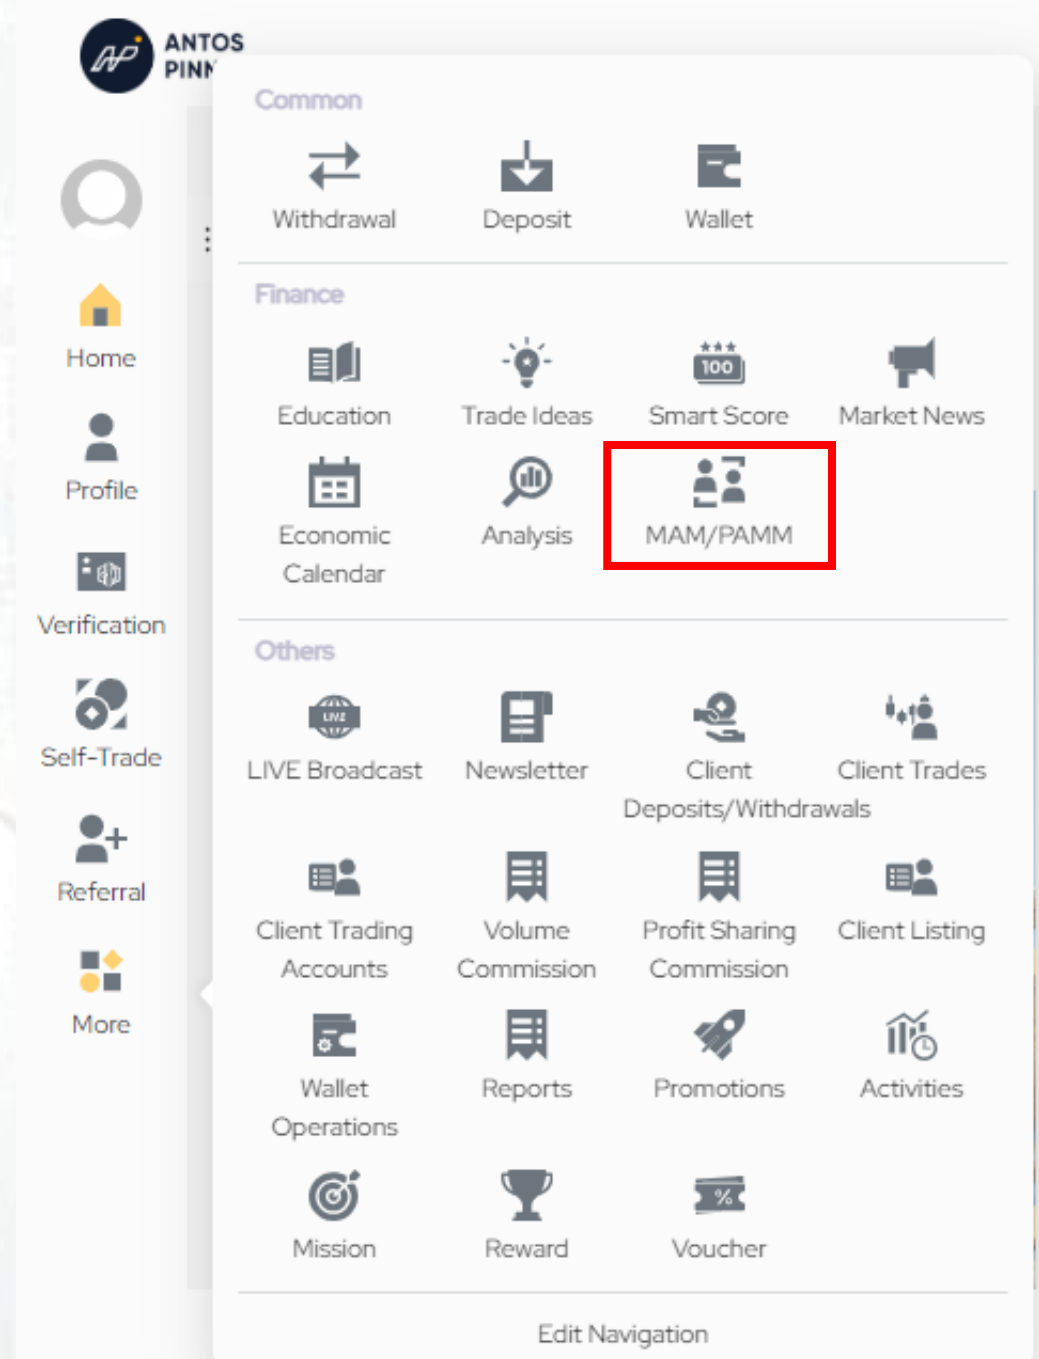 ANTOS
Common
Withdrawal Deposit Wallet
Finance
Home
Education Trade Ideas Smart Score Market News
100
Profile
Economic Calendar
Analysis
MAM/PAMM
Verification
Others
Self-Trade
LIVE
LIVE Broadcast
Newsletter
Client
Deposits/Withdrawals
Client Trades
Referral
Client Trading
Accounts
Volume
Commission
Profit Sharing
Commission
Client Listing
More
Wallet
Operations
Reports
Promotions
Activities
Mission
Reward
%
Voucher
Edit Navigation